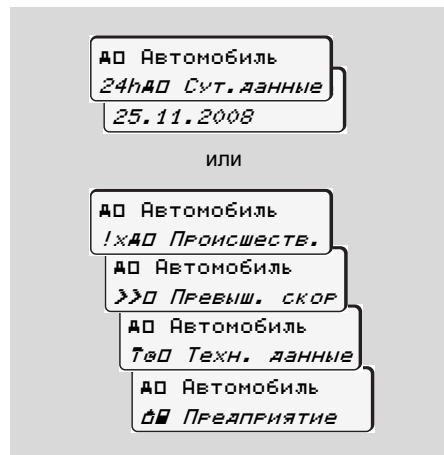 Автомобиль
24h Сут.данные
25.11.2008
или
Автомобиль
!x Происшеств.
Автомобиль
>> Превыш. скор
Автомобиль
Техн. данные
Автомобиль
Предприятие